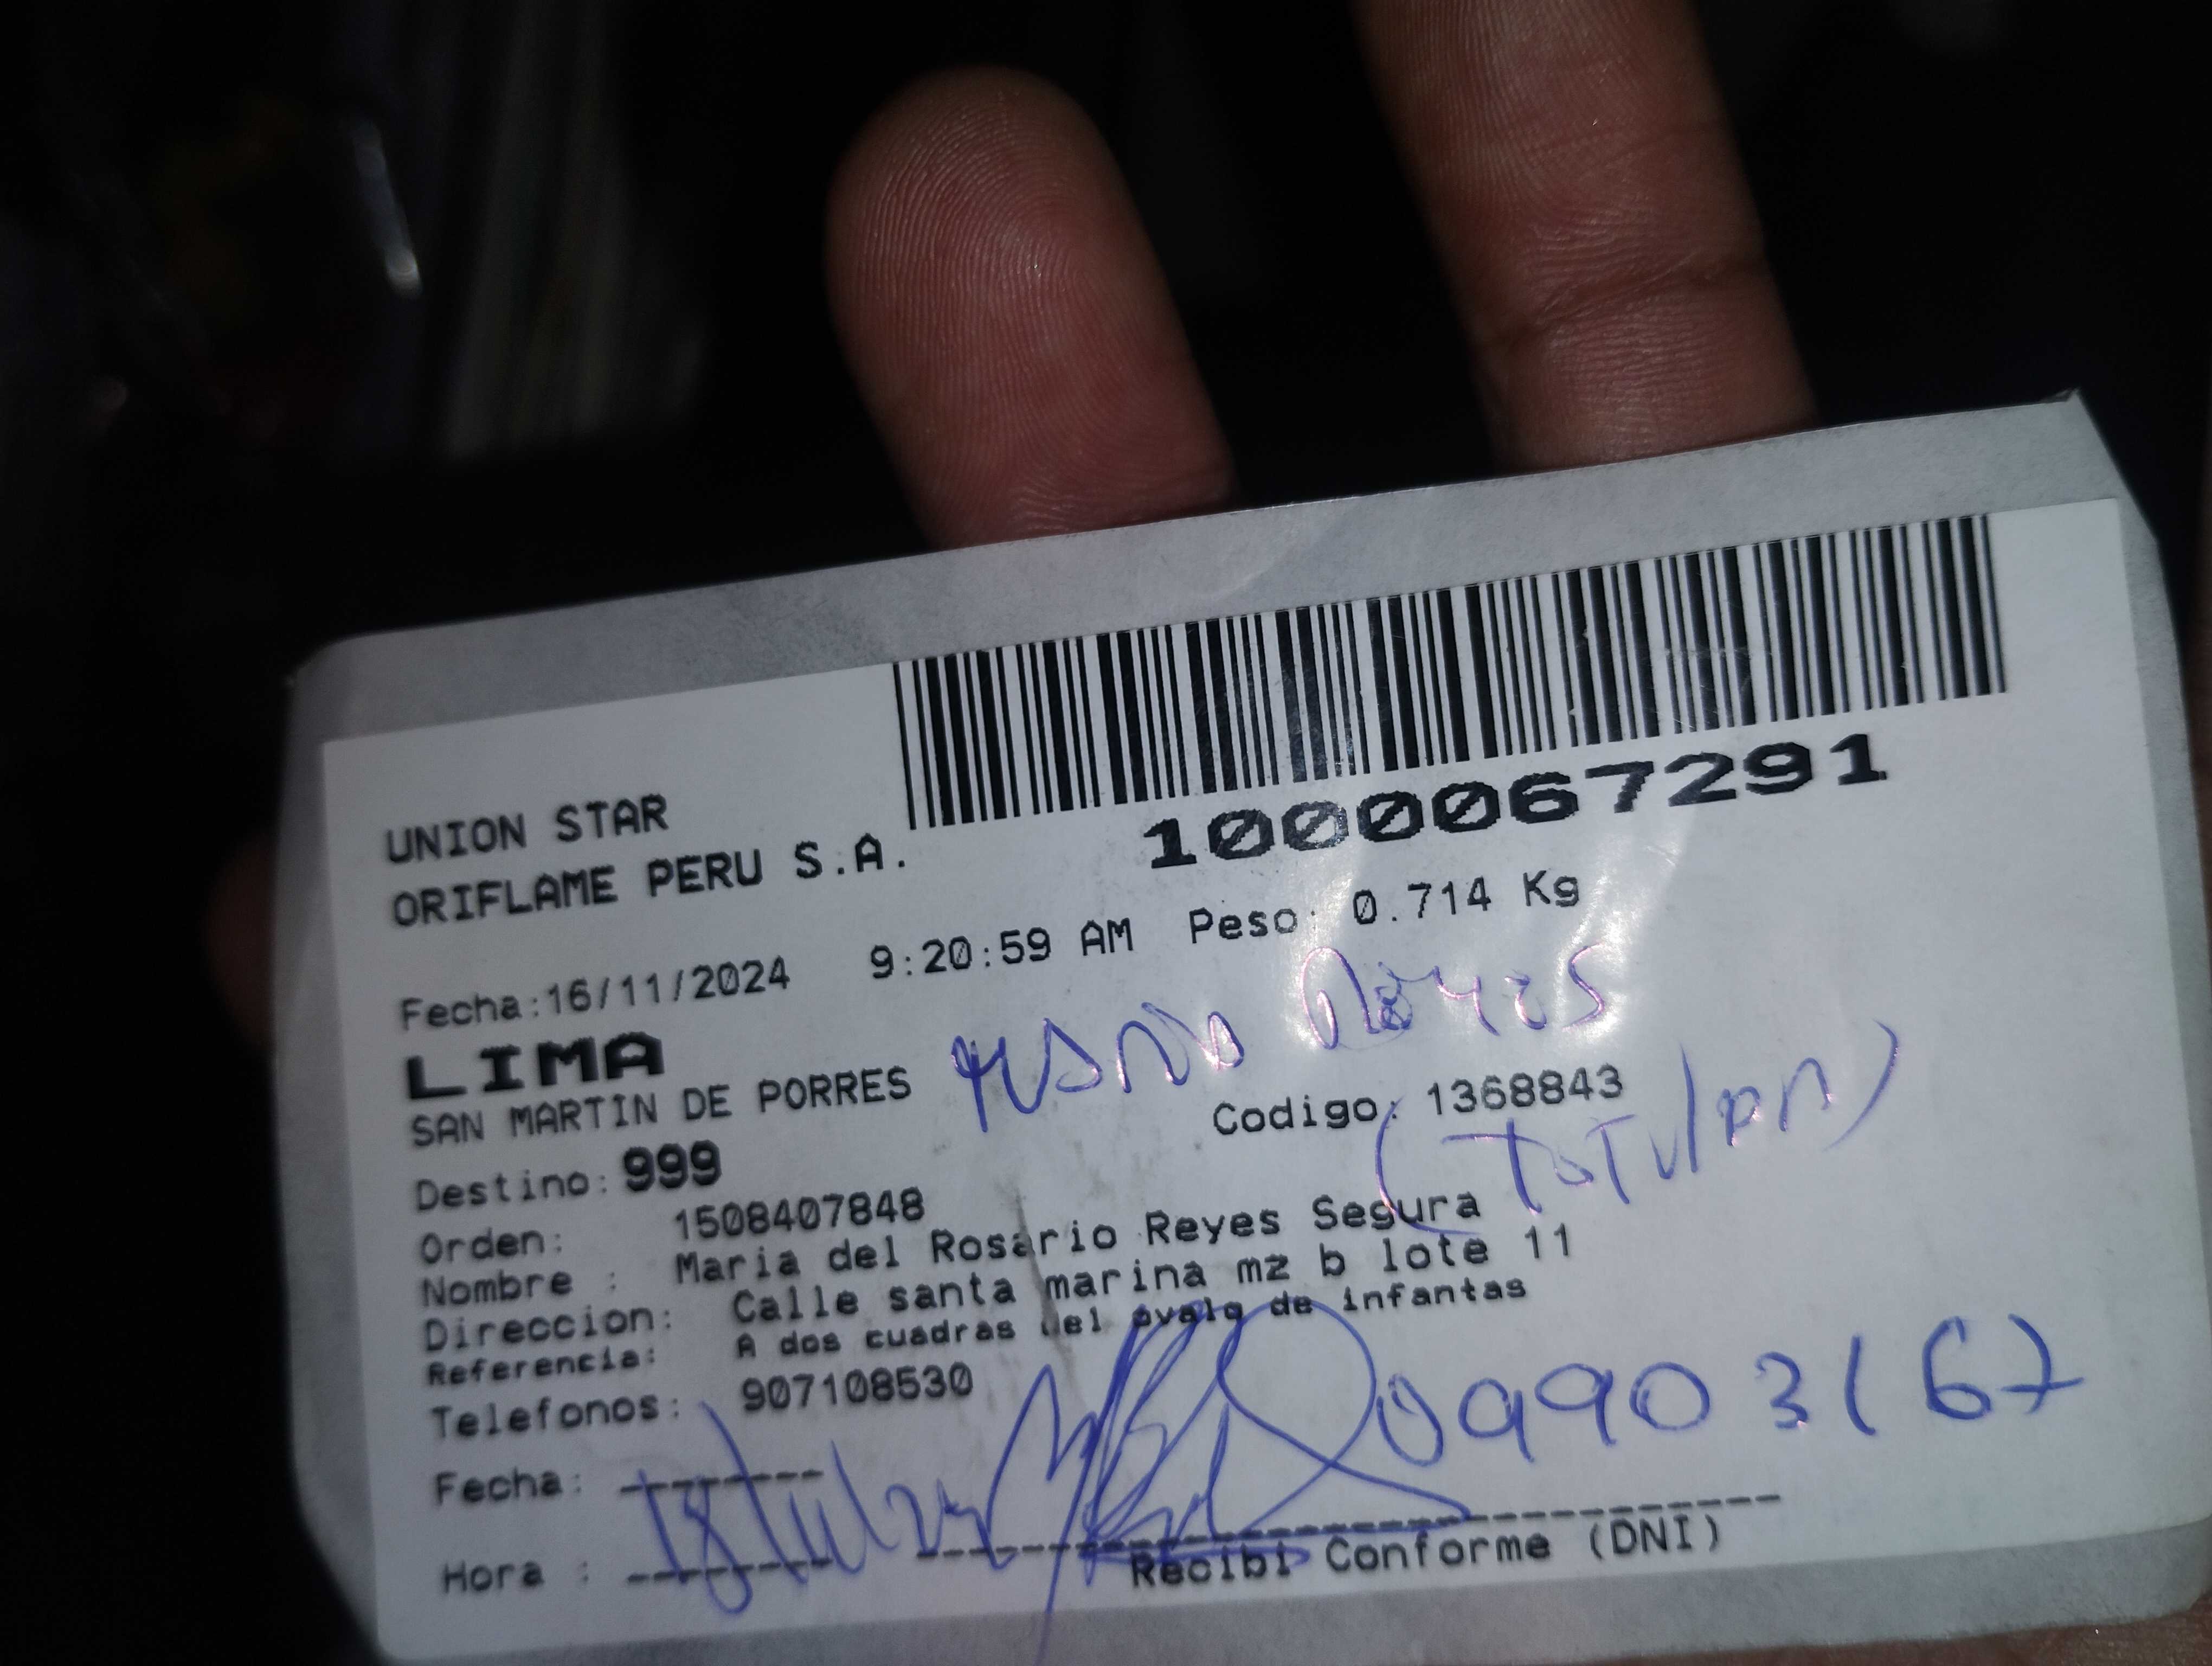 1000067291
UNION STAR
ORIFLAME PERU S.A.
Fecha:16/11/2024 9:20:59 AM Peso: 0.714 Kg
LIMA
SAN MARTIN DE PORRES
Codigo: 1368843
Destino: 999
Orden: 1508407848
Nombre : Maria del Rosario Reyes Segura
Direccion: Calle santa marina mz b lote 11
Referencia: A dos cuadras del ovalo de infantas
Telefonos: 907108530
09903167
Fecha:
Hora :
Recibi Conforme (DNI)